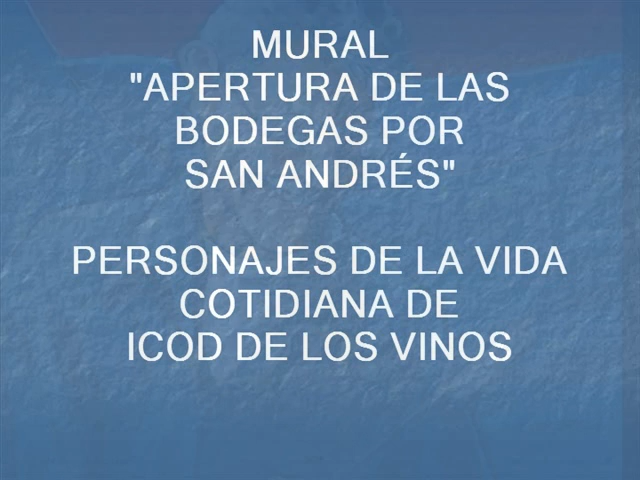 MURAL
"APERTURA DE LAS
BODEGAS POR
SAN ANDRÉS"
PERSONAJES DE LA VIDA
COTIDIANA DE
ICOD DE LOS VINOS